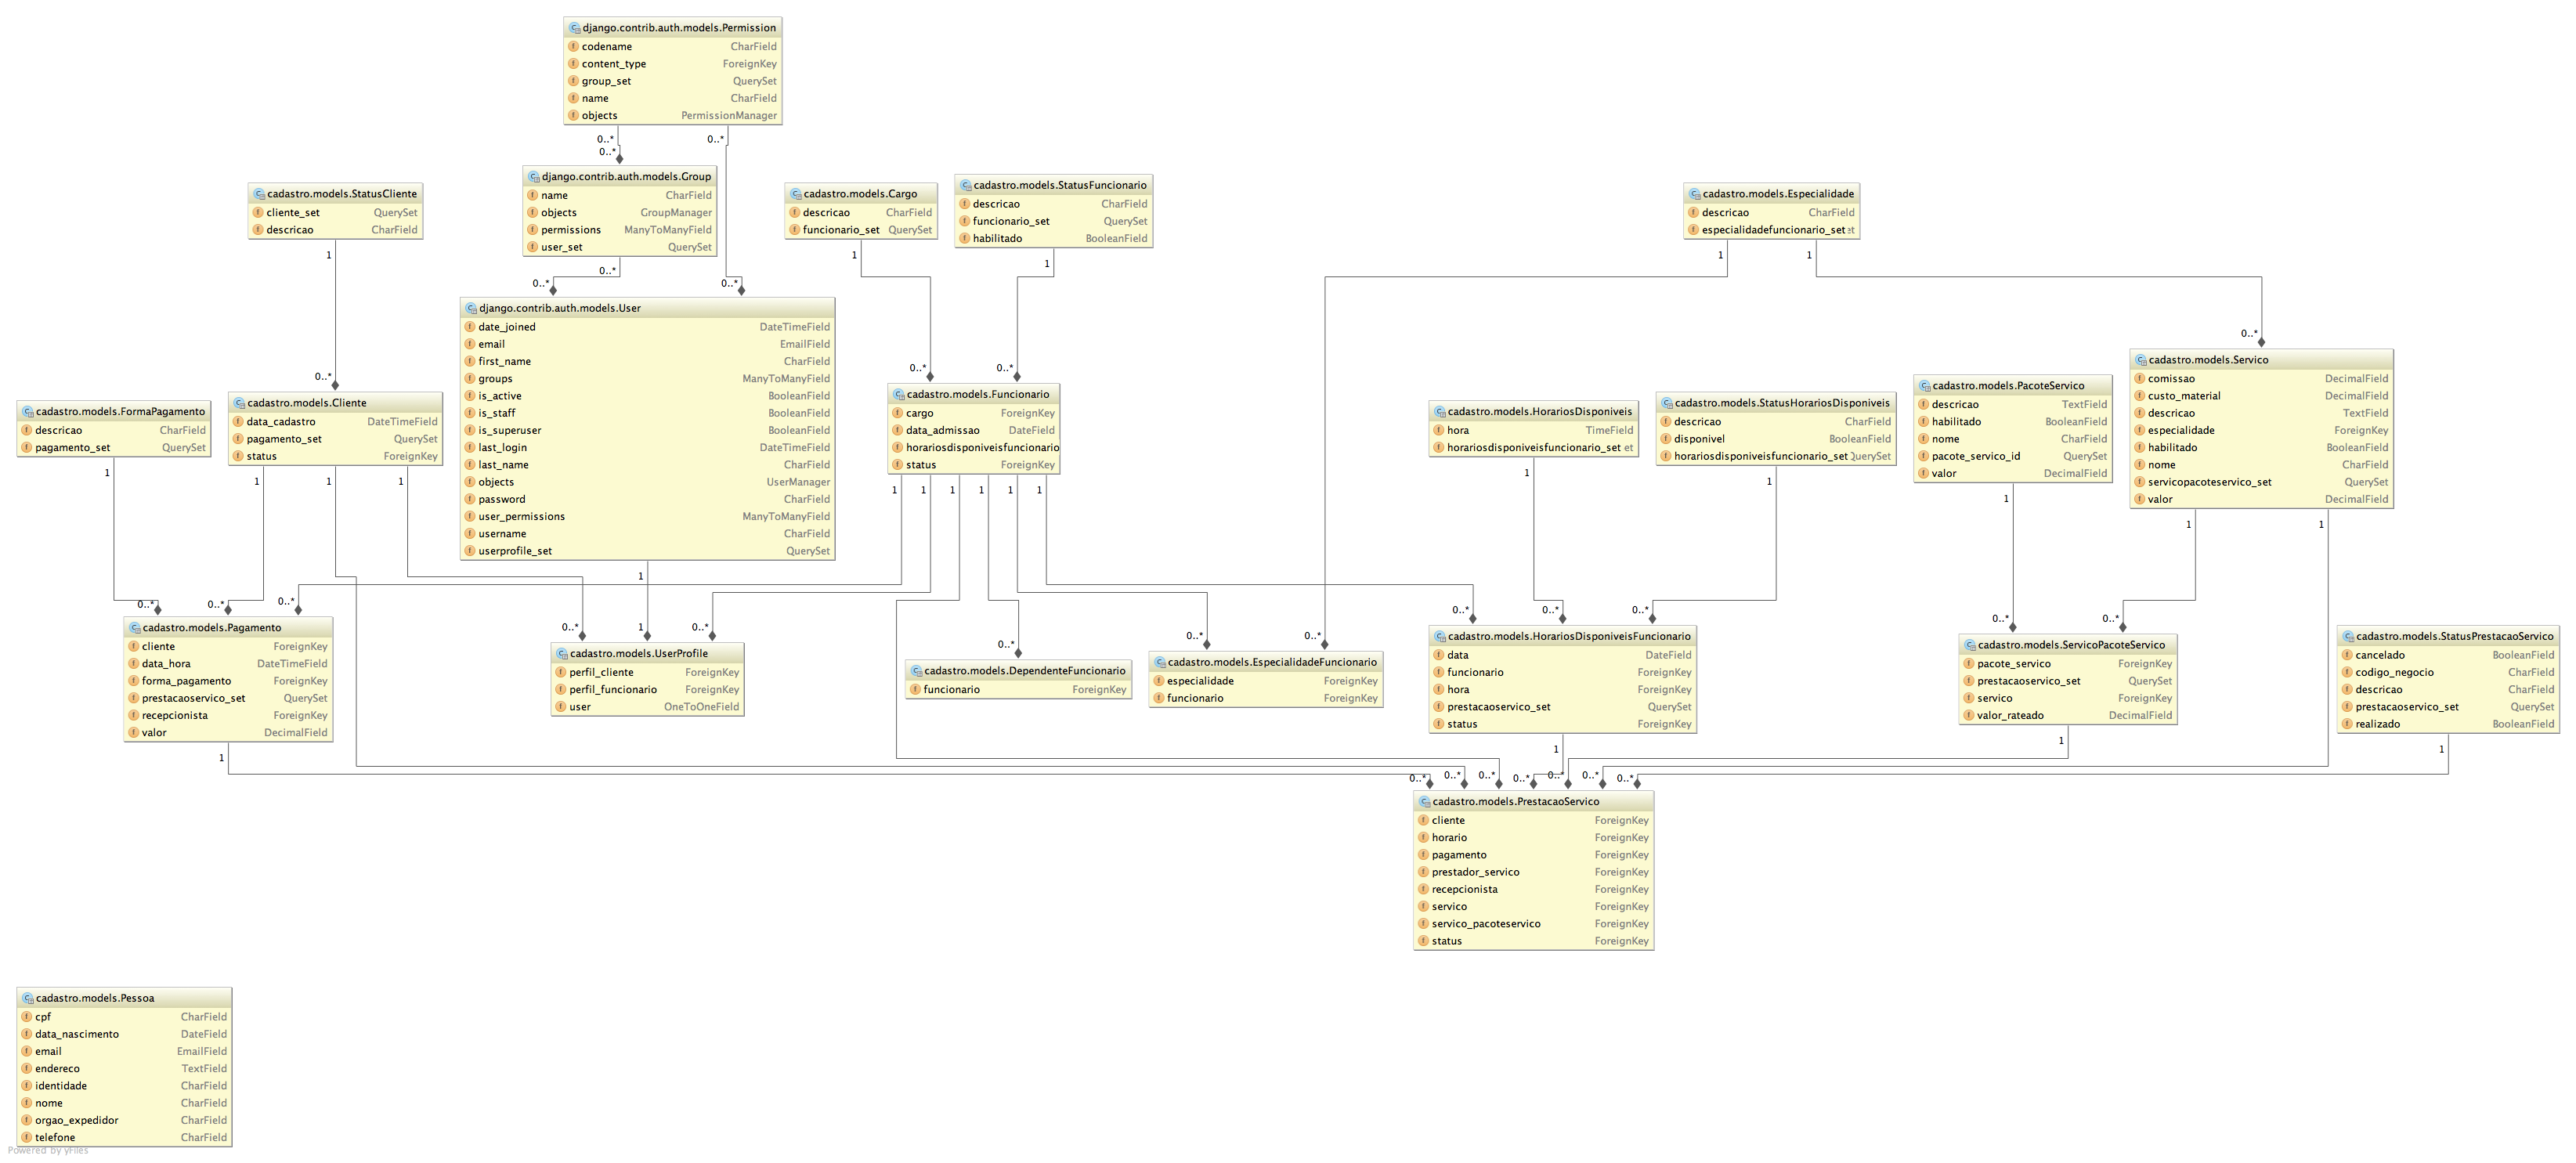 django.contrib.auth.models.Permission
codename CharField
content_type ForeignKey
group_set QuerySet
name CharField
objects PermissionManager
0..* 0..*
0..*
django.contrib.auth.models.Group
name CharField
objects GroupManager
permissions ManyToManyField
user_set QuerySet
0..*
0..* 0..*
cadastro.models.StatusCliente
cliente_set QuerySet
descricao CharField
1
0..*
cadastro.models.Cargo
descricao CharField
funcionario_set QuerySet
1
0..*
cadastro.models.StatusFuncionario
descricao CharField
funcionario_set QuerySet
habilitado BooleanField
1
0..*
cadastro.models.Especialidade
descricao CharField
especialidadefuncionario_set et
1 1
0..*
django.contrib.auth.models.User
date_joined DateTimeField
email EmailField
first_name CharField
groups ManyToManyField
is_active BooleanField
is_staff BooleanField
is_superuser BooleanField
last_login DateTimeField
last_name CharField
objects UserManager
password CharField
user_permissions ManyToManyField
username CharField
userprofile_set QuerySet
1
cadastro.models.FormaPagamento
descricao CharField
pagamento_set QuerySet
1
cadastro.models.Cliente
data_cadastro DateTimeField
pagamento_set QuerySet
status ForeignKey
1 1 1
cadastro.models.Funcionario
cargo ForeignKey
data_admissao DateField
horariosdisponiveisfuncionario
status ForeignKey
1 1 1 1 1 1
cadastro.models.HorariosDisponiveis
hora TimeField
horariosdisponiveisfuncionario_set et
1
cadastro.models.StatusHorariosDisponiveis
descricao CharField
disponivel BooleanField
horariosdisponiveisfuncionario_set QuerySet
1
cadastro.models.PacoteServico
descricao TextField
habilitado BooleanField
nome CharField
pacote_servico_id QuerySet
valor DecimalField
1
cadastro.models.Servico
comissao DecimalField
custo_material DecimalField
descricao TextField
especialidade ForeignKey
habilitado BooleanField
nome CharField
servicopacoteservico_set QuerySet
valor DecimalField
1 1
0..* 0..* 0..*
cadastro.models.Pagamento
cliente ForeignKey
data_hora DateTimeField
forma_pagamento ForeignKey
prestacaoservico_set QuerySet
recepcionista ForeignKey
valor DecimalField
1
0..* 1 0..*
cadastro.models.UserProfile
perfil_cliente ForeignKey
perfil_funcionario ForeignKey
user OneToOneField
0..*
cadastro.models.DependenteFuncionario
funcionario ForeignKey
0..* 0..*
cadastro.models.EspecialidadeFuncionario
especialidade ForeignKey
funcionario ForeignKey
0..* 0..* 0..*
cadastro.models.HorariosDisponiveisFuncionario
data DateField
funcionario ForeignKey
hora ForeignKey
prestacaoservico_set QuerySet
status ForeignKey
1
0..* 0..*
cadastro.models.ServicoPacoteServico
pacote_servico ForeignKey
prestacaoservico_set QuerySet
servico ForeignKey
valor_rateado DecimalField
1
cadastro.models.StatusPrestacaoServico
cancelado BooleanField
codigo_negocio CharField
descricao CharField
prestacaoservico_set QuerySet
realizado BooleanField
1
0..* 0..* 0..* 0..* 0..* 0..* 0..*
cadastro.models.PrestacaoServico
cliente ForeignKey
horario ForeignKey
pagamento ForeignKey
prestador_servico ForeignKey
recepcionista ForeignKey
servico ForeignKey
servico_pacoteservico ForeignKey
status ForeignKey
cadastro.models.Pessoa
cpf CharField
data_nascimento DateField
email EmailField
endereco TextField
identidade CharField
nome CharField
orgao_expedidor CharField
telefone CharField
Powered by yFiles